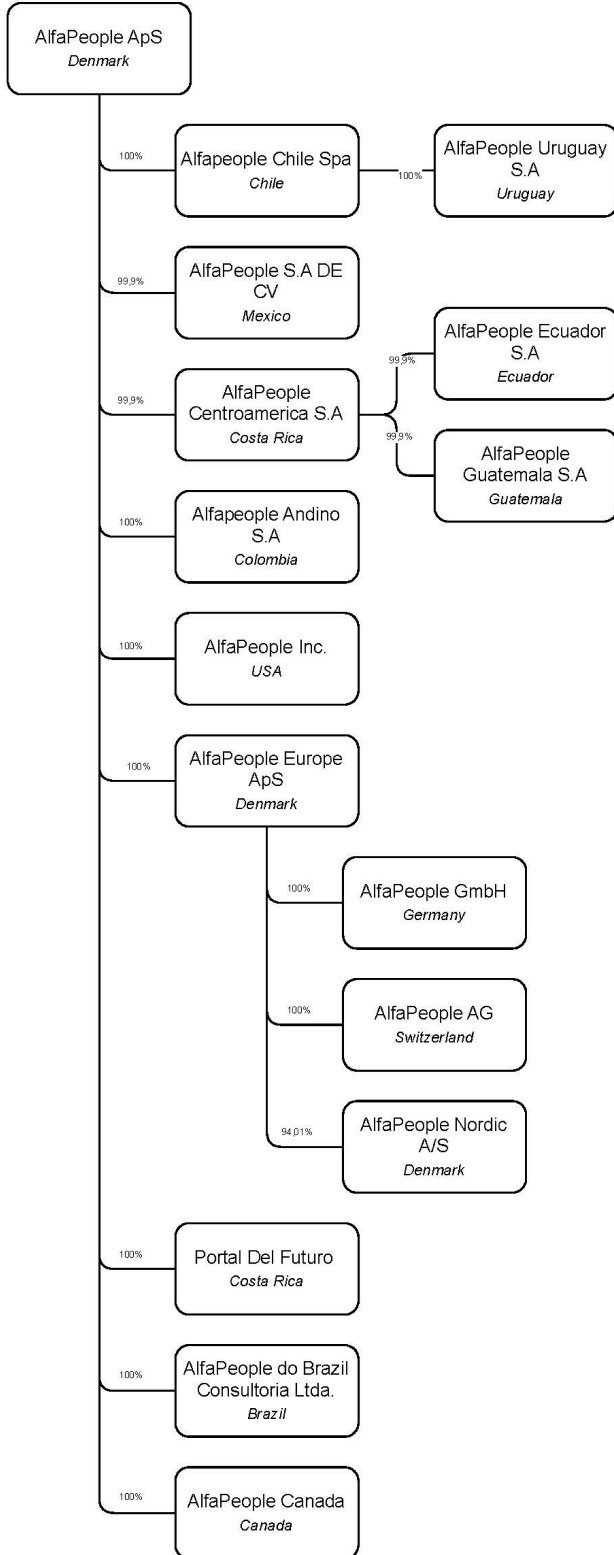 AlfaPeople ApS
Denmark
100%
Alfapeople Chile Spa
Chile
100%
AlfaPeople Uruguay
S.A
Uruguay
99,9%
AlfaPeople S.A DE
CV
Mexico
99,9%
AlfaPeople
Centroamerica S.A
Costa Rica
99,9%
AlfaPeople Ecuador
S.A
Ecuador
99,9%
AlfaPeople
Guatemala S.A
Guatemala
100%
Alfapeople Andino
S.A
Colombia
100%
AlfaPeople Inc.
USA
100%
AlfaPeople Europe
ApS
Denmark
100%
AlfaPeople GmbH
Germany
100%
AlfaPeople AG
Switzerland
94,01%
AlfaPeople Nordic
A/S
Denmark
100%
Portal Del Futuro
Costa Rica
100%
AlfaPeople do Brazil
Consultoria Ltda.
Brazil
100%
AlfaPeople Canada
Canada